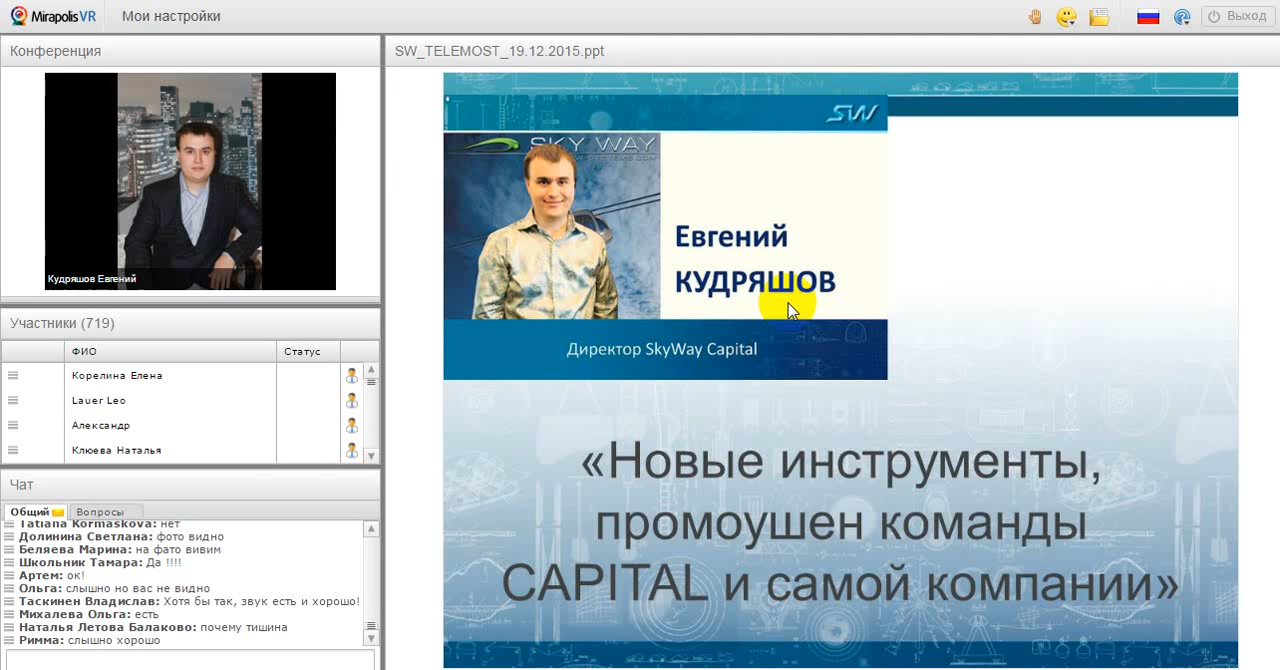 Mirapolis VR
Мои настройки
Выход
Конференция
Кудряшов Евгений
Участники (719)
ФИО
Статус
Корелина Елена
Lauer Leo
Александр
Клюева Наталья
Чат
Общий
Вопросы
Tatiana Kormaskova: нет
Долинина Светлана: фото видно
Беляева Марина: на фато вивим
Школьник Тамара: Да !!!!
Артем: ок!
Ольга: слышно но вас не видно
Таскинен Владислав: Хотя бы так, звук есть и хорошо!
Михалева Ольга: есть
Наталья Летова Балаково: почему тишина
Римма: слышно хорошо
SW_TELEMOST_19.12.2015.ppt
SW
SKY WAY
Евгений
КУДРЯШОВ
Директор SkyWay Capital
«Новые инструменты,
промоушен команды
CAPITAL и самой компании»